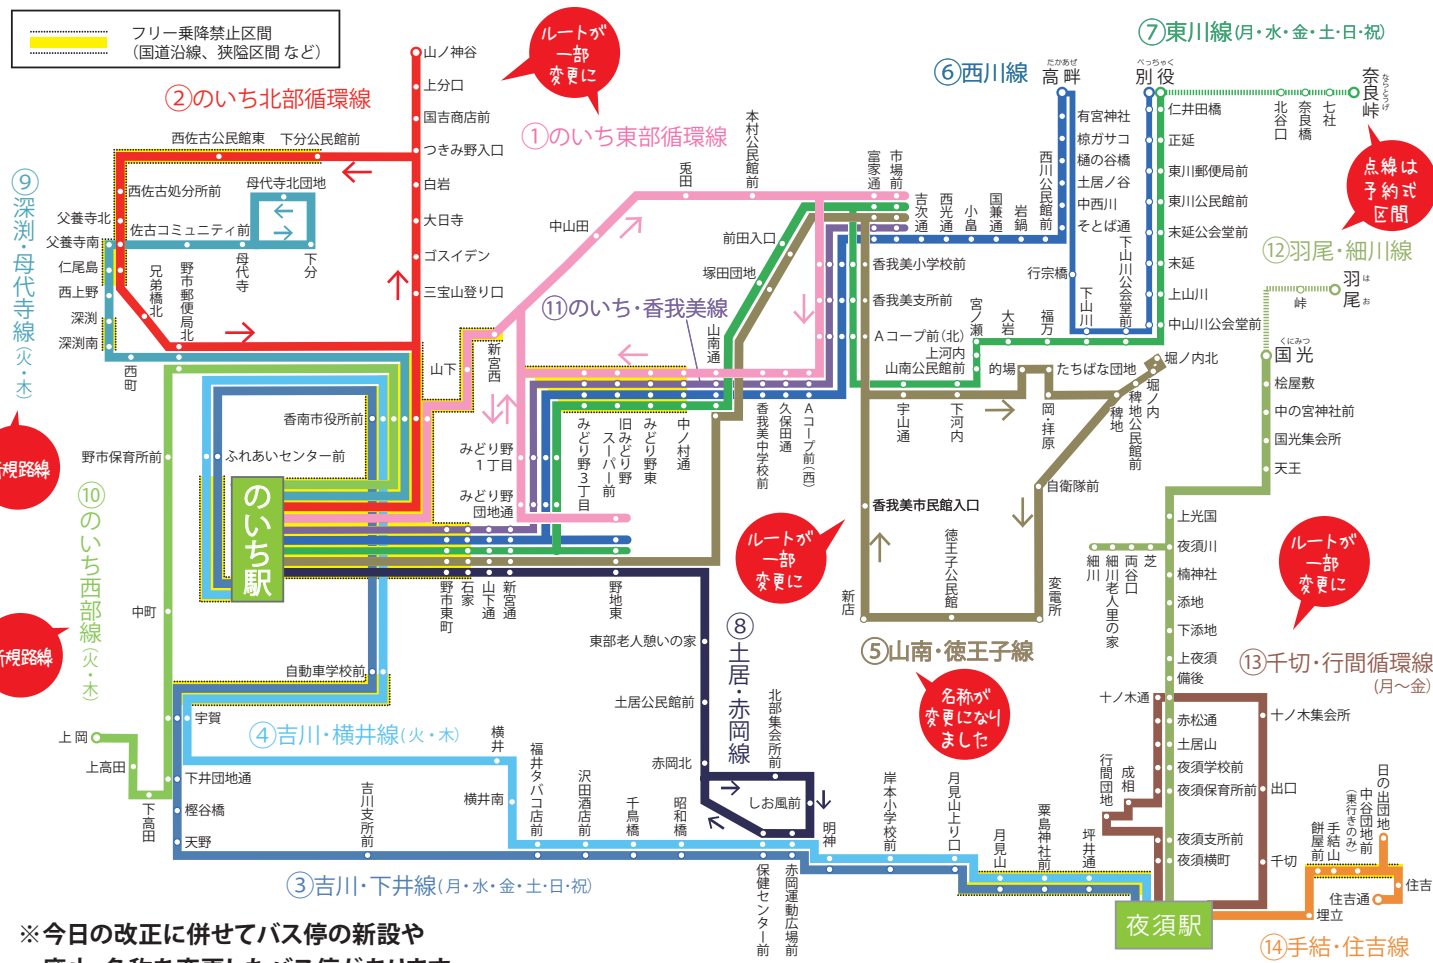 フリー乗降禁止区間
（国道沿線、狭隘区間 など）
ルートが
一部
変更に
②のいち北部循環線
①のいち東部循環線
⑥西川線
⑦東川線(月・水・金・土・日・祝)
たかあぜ
高畔
べっちゃく
別役
奈良峠
ならとうげ
北谷口
奈良橋
七社
点線は
予約式
区間
⑫羽尾・細川線
羽尾
はお
峠
山ノ神谷
上分口
国吉商店前
つきみ野入口
白岩
大日寺
ゴスイデン
三宝山登り口
西佐古公民館東
下分公民館前
西佐古処分所前
父養寺北
父養寺南
仁尾島
西上野
深渕
深渕南
⑨深渕・母代寺線(火・木)
母代寺北団地
佐古コミュニティ前
母代寺
下分
兄弟橋北
野市郵便局北
西町
香南市役所前
ふれあいセンター前
野市保育所前
新規路線
⑩のいち西部線(火・木)
のいち駅
中町
新規路線
自動車学校前
宇賀
上岡
上高田
下高田
下井団地通
樫谷橋
天野
④吉川・横井線(火・木)
③吉川・下井線(月・水・金・土・日・祝)
吉川支所前
横井
横井南
福井タバコ店前
沢田酒店前
千鳥橋
昭和橋
保健センター前
赤岡運動広場前
明神
岸本小学校前
月見山上り口
月見山
粟島神社前
坪井通
中山田
兎田
本村公民館前
富家通
市場前
吉次通
西光通
小畠
国兼通
岩鍋
西川公民館前
前田入口
塚田団地
⑪のいち・香我美線
山南通
香我美小学校前
香我美支所前
Aコープ前(北)
上河内
山南公民館前
宮ノ瀬
大岩
福万
行宗橋
下山川
下山川公会堂前
有宮神社
椋ガサコ
樋の谷橋
土居ノ谷
中西川
そとば通
仁井田橋
正延
東川郵便局前
東川公民館前
末延公会堂前
末延
上山川
中山川公会堂前
山下
新宮西
みどり野
1丁目
みどり野
団地通
みどり野3丁目
スーパー前
旧みどり野
みどり野東
中ノ村通
香我美中学校前
久保田通
Aコープ前(西)
野市東町
石家
山下通
新宮通
野地東
宇山通
下河内
的場
たちばな団地
岡・拝原
堀ノ内北
堀ノ内
稗地公民館前
稗地
自衛隊前
香我美市民館入口
ルートが
一部
変更に
新店
徳王子公民館
変電所
⑤山南・徳王子線
名称が
変更になり
ました
東部老人憩いの家
土居公民館前
赤岡北
⑧土居・赤岡線
北部集会所前
しお風前
くにみつ
国光
桧屋敷
中の宮神社前
国光集会所
天王
上光国
夜須川
細川
細川老人里の家
両谷口
芝
楠神社
添地
下添地
上夜須
備後
ルートが
一部
変更に
⑬千切・行間循環線
(月〜金)
十ノ木通
赤松通
土居山
夜須学校前
夜須保育所前
夜須支所前
夜須横町
行間団地
成相
十ノ木集会所
出口
千切
夜須駅
埋立
餅屋前
手結山
(東行きのみ)
中谷団地前
日の出団地
住吉
住吉通
⑭手結・住吉線
※今日の改正に併せてバス停の新設や